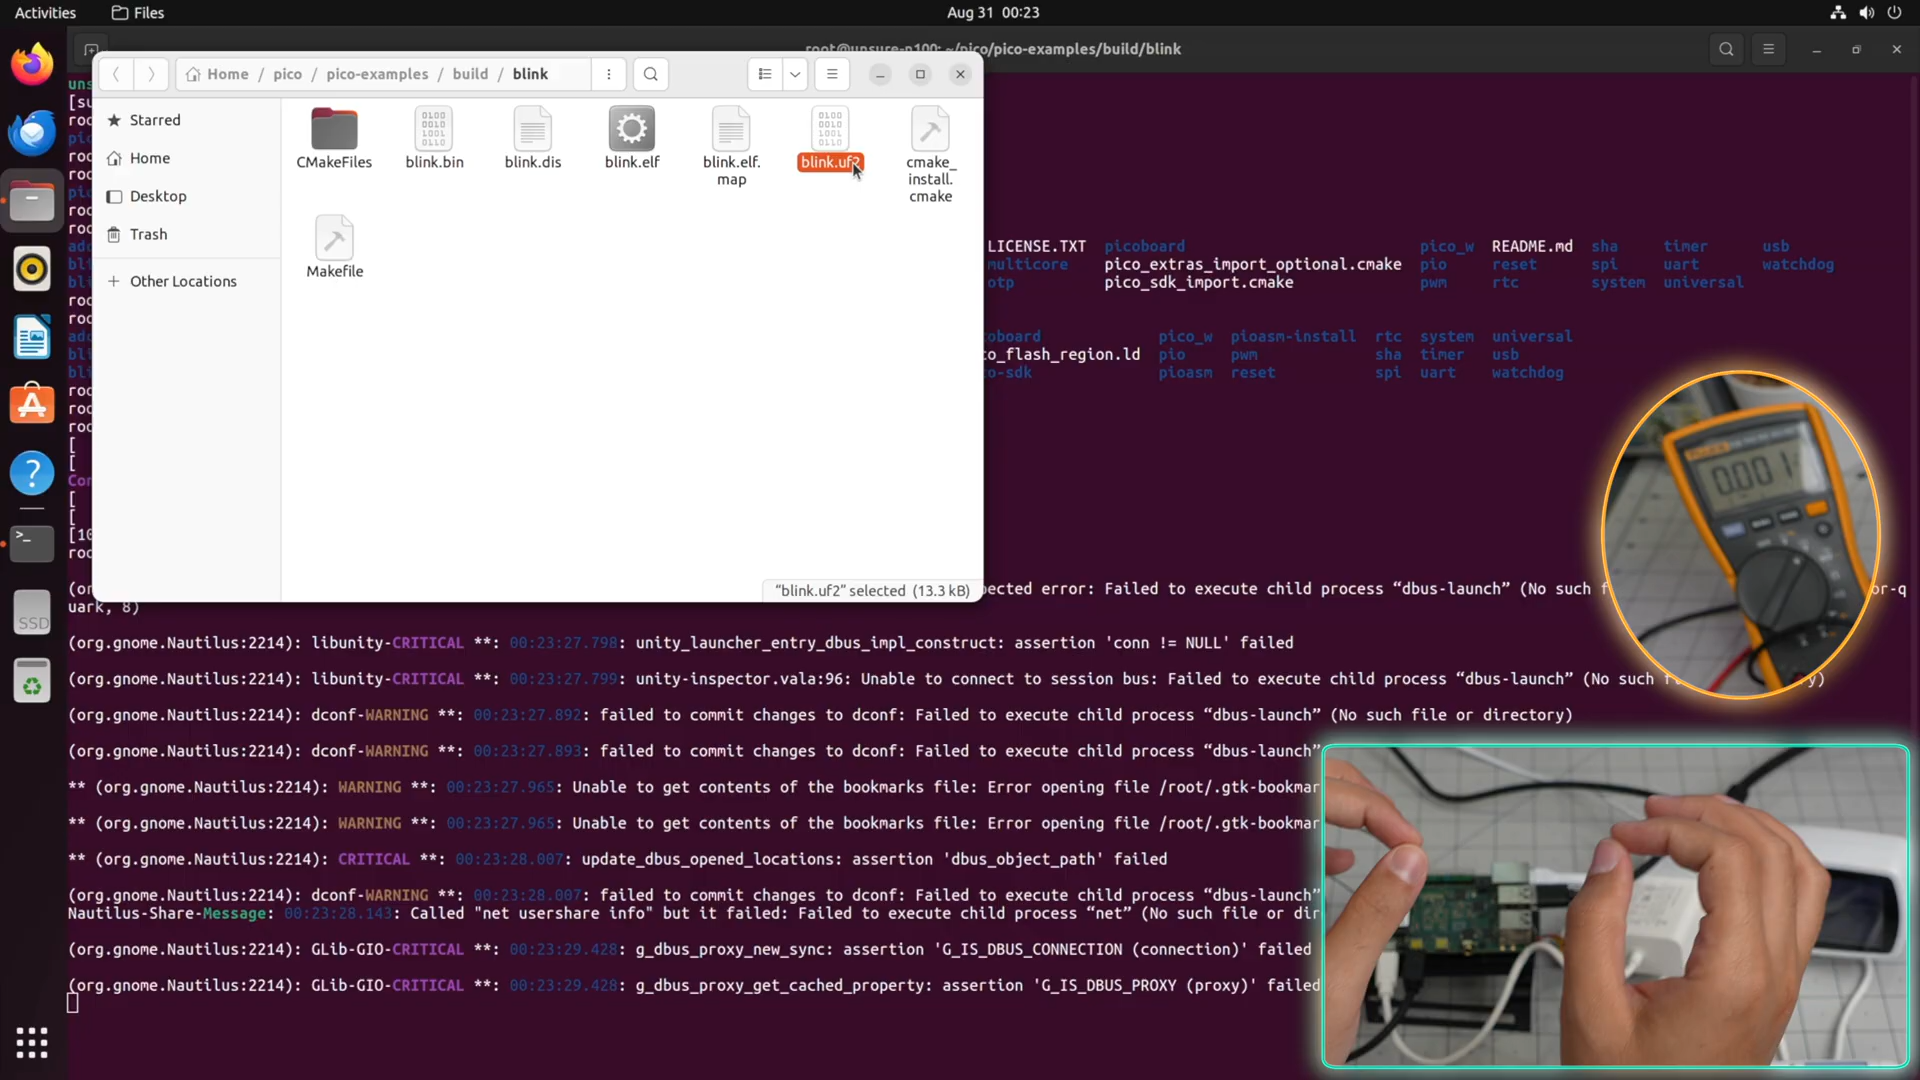 Activities
Files
Aug 31 00:23
root@unsure-n100: ~/pico/pico-examples/build/blink
Home / pico / pico-examples / build / blink
Starred
Home
Desktop
Trash
Other Locations
CMakeFiles
blink.bin
blink.dis
blink.elf
blink.elf.
map
blink.uf2
cmake_
install.
cmake
Makefile
"blink.uf2" selected (13.3 kB)
LICENSE.TXT picoboard pico_w README.md sha timer usb
multicore pico_extras_import_optional.cmake pio reset spi uart watchdog
otp pico_sdk_import.cmake pwm rtc system universal
pico_w pioasm-install rtc system universal
_flash_region.ld pio pwm sha timer usb
pioasm reset spi uart watchdog
error: Failed to execute child process “dbus-launch” (No such
uark, 8)
(org.gnome.Nautilus:2214): libunity-CRITICAL **: 00:23:27.798: unity_launcher_entry_dbus_impl_construct: assertion 'conn != NULL' failed
(org.gnome.Nautilus:2214): libunity-CRITICAL **: 00:23:27.799: unity-inspector.vala:96: Unable to connect to session bus: Failed to execute child process “dbus-launch” (No such
(org.gnome.Nautilus:2214): dconf-WARNING **: 00:23:27.892: failed to commit changes to dconf: Failed to execute child process “dbus-launch” (No such file or directory)
(org.gnome.Nautilus:2214): dconf-WARNING **: 00:23:27.893: failed to commit changes to dconf: Failed to execute child process “dbus-launch”
** (org.gnome.Nautilus:2214): WARNING **: 00:23:27.965: Unable to get contents of the bookmarks file: Error opening file /root/.gtk-bookmar
** (org.gnome.Nautilus:2214): WARNING **: 00:23:27.965: Unable to get contents of the bookmarks file: Error opening file /root/.gtk-bookmar
** (org.gnome.Nautilus:2214): CRITICAL **: 00:23:28.007: update_dbus_opened_locations: assertion 'dbus_object_path' failed
(org.gnome.Nautilus:2214): dconf-WARNING **: 00:23:28.007: failed to commit changes to dconf: Failed to execute child process “dbus-launch”
Nautilus-Share-Message: 00:23:28.143: Called "net usershare info" but it failed: Failed to execute child process “net” (No such file or dir
(org.gnome.Nautilus:2214): GLib-GIO-CRITICAL **: 00:23:29.428: g_dbus_proxy_new_sync: assertion 'G_IS_DBUS_CONNECTION (connection)' failed
(org.gnome.Nautilus:2214): GLib-GIO-CRITICAL **: 00:23:29.428: g_dbus_proxy_get_cached_property: assertion 'G_IS_DBUS_PROXY (proxy)' failed
SSD
0.001